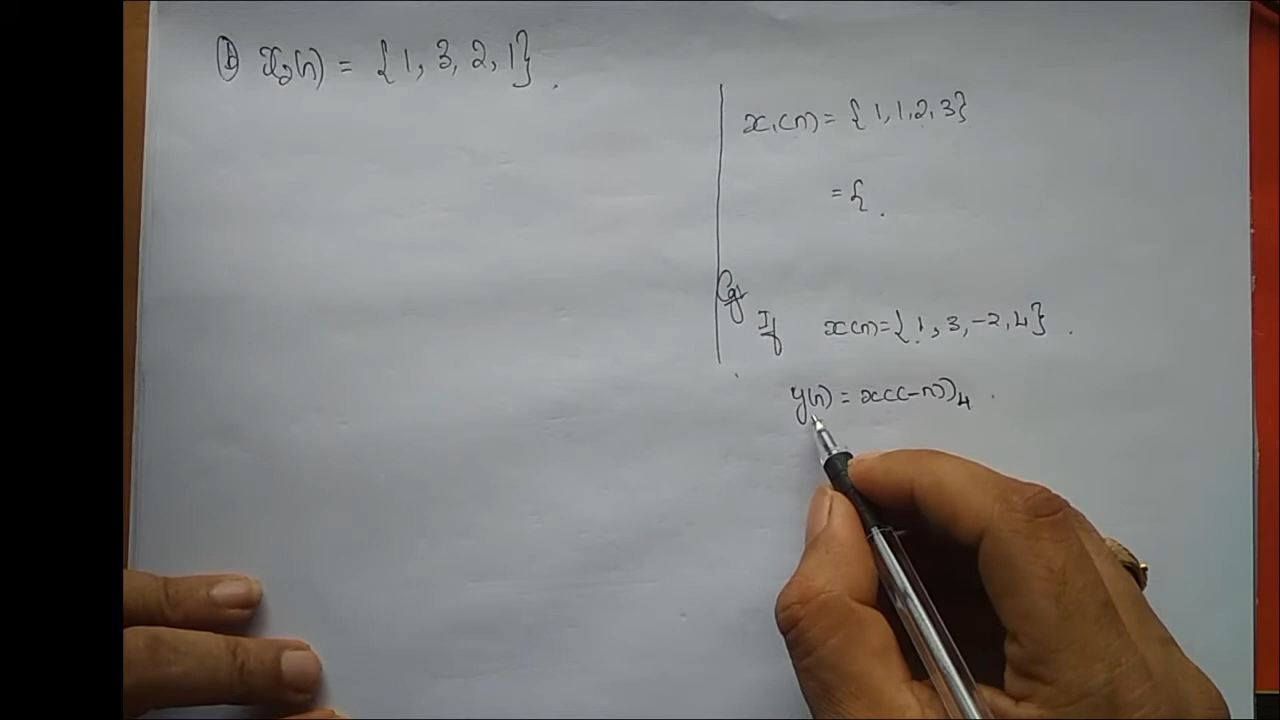 b x₂(n) = {1, 3, 2, 1}.
x₁(n) = {1, 1, 2, 3}
= {
Eg
If x(n) = {1, 3, -2, 4}.
y(n) = x((-n))₄